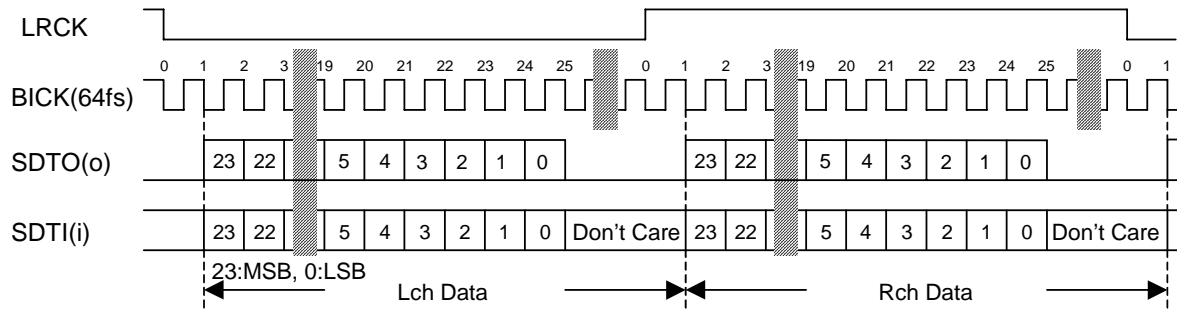 LRCK
0 1 2 3 19 20 21 22 23 24 25 0 1 2 3 19 20 21 22 23 24 25 0 1
BICK(64fs)
SDTO(o) 23 22 5 4 3 2 1 0 23 22 5 4 3 2 1 0
SDTI(i) 23 22 5 4 3 2 1 0 Don't Care 23 22 5 4 3 2 1 0 Don't Care
23:MSB, 0:LSB
Lch Data Rch Data